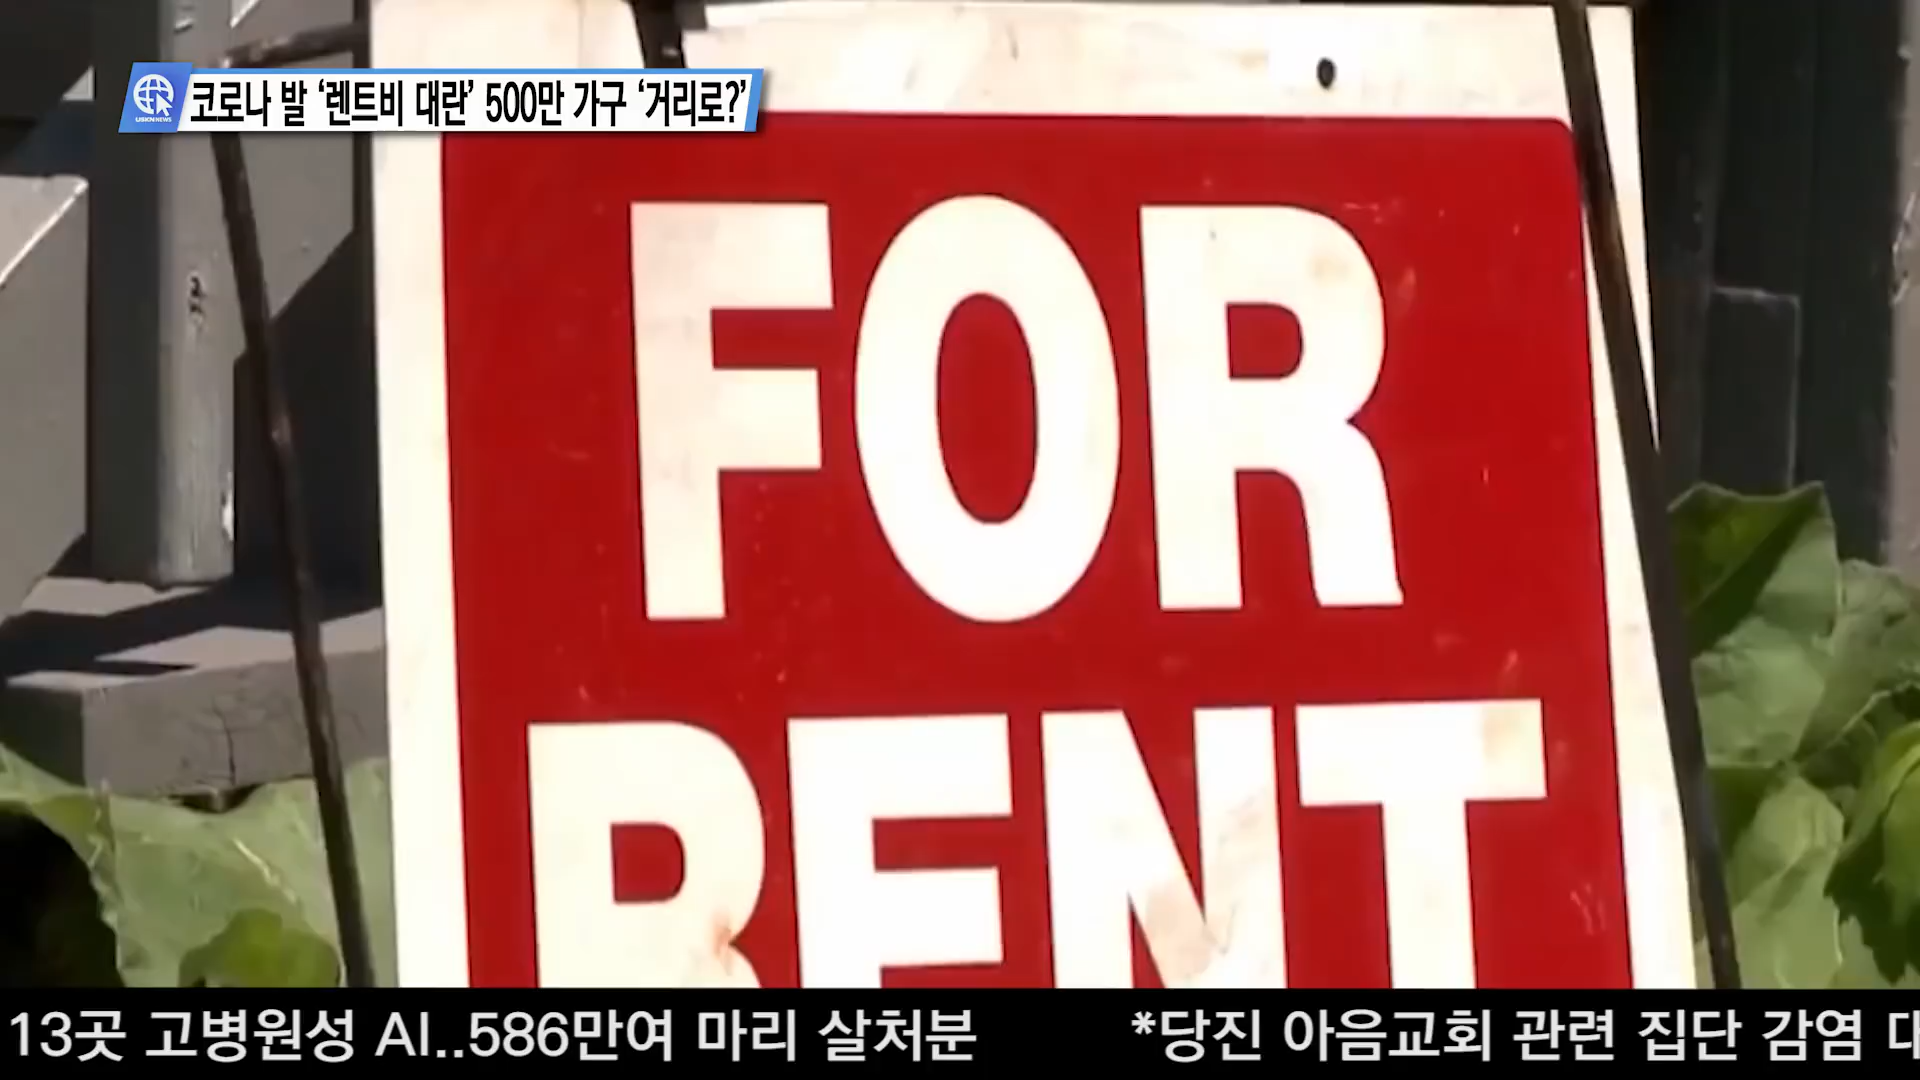 코로나 발 ‘렌트비 대란’ 500만 가구 ‘거리로?’
USKN NEWS
FOR
RENT
13곳 고병원성 AI..586만여 마리 살처분 *당진 아음교회 관련 집단 감염